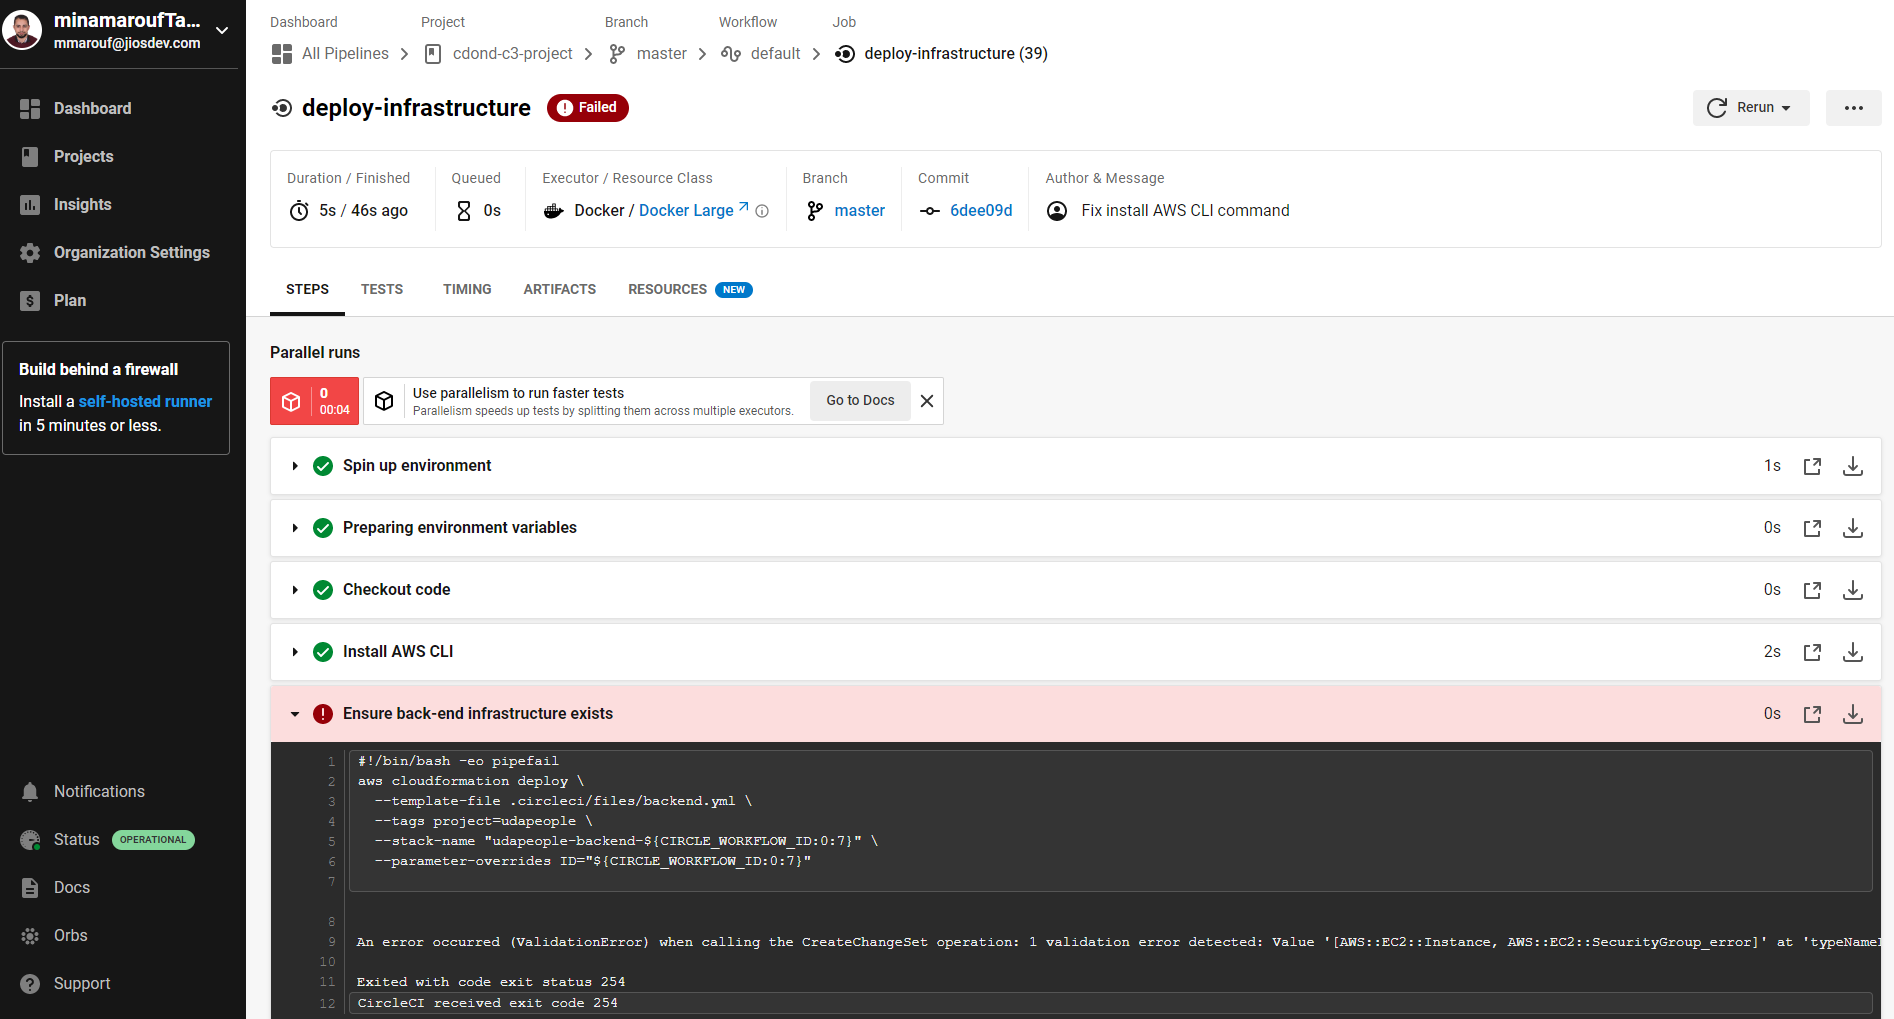 minamaroufTa...
mmarouf@jiosdev.com
Dashboard
Projects
Insights
Organization Settings
Plan
Build behind a firewall
Install a self-hosted runner
in 5 minutes or less.
Notifications
Status OPERATIONAL
Docs
Orbs
Support
Dashboard Project Branch Workflow Job
All Pipelines cdond-c3-project master default deploy-infrastructure (39)
deploy-infrastructure Failed
Rerun
Duration / Finished Queued Executor / Resource Class Branch Commit Author & Message
5s / 46s ago 0s Docker / Docker Large master 6dee09d Fix install AWS CLI command
STEPS TESTS TIMING ARTIFACTS RESOURCES NEW
Parallel runs
0
00:04
Use parallelism to run faster tests
Parallelism speeds up tests by splitting them across multiple executors.
Go to Docs
Spin up environment 1s
Preparing environment variables 0s
Checkout code 0s
Install AWS CLI 2s
Ensure back-end infrastructure exists 0s
1 #!/bin/bash -eo pipefail
2 aws cloudformation deploy \
3 --template-file .circleci/files/backend.yml \
4 --tags project=udapeople \
5 --stack-name "udapeople-backend-${CIRCLE_WORKFLOW_ID:0:7}" \
6 --parameter-overrides ID="${CIRCLE_WORKFLOW_ID:0:7}"
7
8
9 An error occurred (ValidationError) when calling the CreateChangeSet operation: 1 validation error detected: Value '[AWS::EC2::Instance, AWS::EC2::SecurityGroup_error]' at 'typeName
10
11 Exited with code exit status 254
12 CircleCI received exit code 254